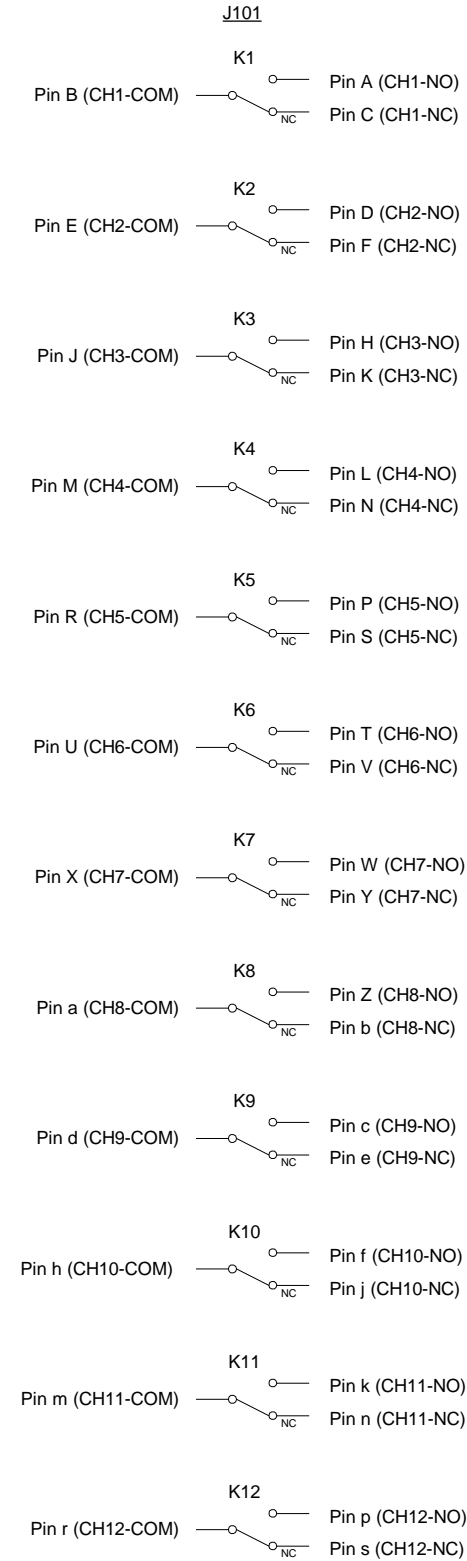 J101
K1
Pin A (CH1-NO)
Pin B (CH1-COM)
NC
Pin C (CH1-NC)
K2
Pin D (CH2-NO)
Pin E (CH2-COM)
NC
Pin F (CH2-NC)
K3
Pin H (CH3-NO)
Pin J (CH3-COM)
NC
Pin K (CH3-NC)
K4
Pin L (CH4-NO)
Pin M (CH4-COM)
NC
Pin N (CH4-NC)
K5
Pin P (CH5-NO)
Pin R (CH5-COM)
NC
Pin S (CH5-NC)
K6
Pin T (CH6-NO)
Pin U (CH6-COM)
NC
Pin V (CH6-NC)
K7
Pin W (CH7-NO)
Pin X (CH7-COM)
NC
Pin Y (CH7-NC)
K8
Pin Z (CH8-NO)
Pin a (CH8-COM)
NC
Pin b (CH8-NC)
K9
Pin c (CH9-NO)
Pin d (CH9-COM)
NC
Pin e (CH9-NC)
K10
Pin f (CH10-NO)
Pin h (CH10-COM)
NC
Pin j (CH10-NC)
K11
Pin k (CH11-NO)
Pin m (CH11-COM)
NC
Pin n (CH11-NC)
K12
Pin p (CH12-NO)
Pin r (CH12-COM)
NC
Pin s (CH12-NC)